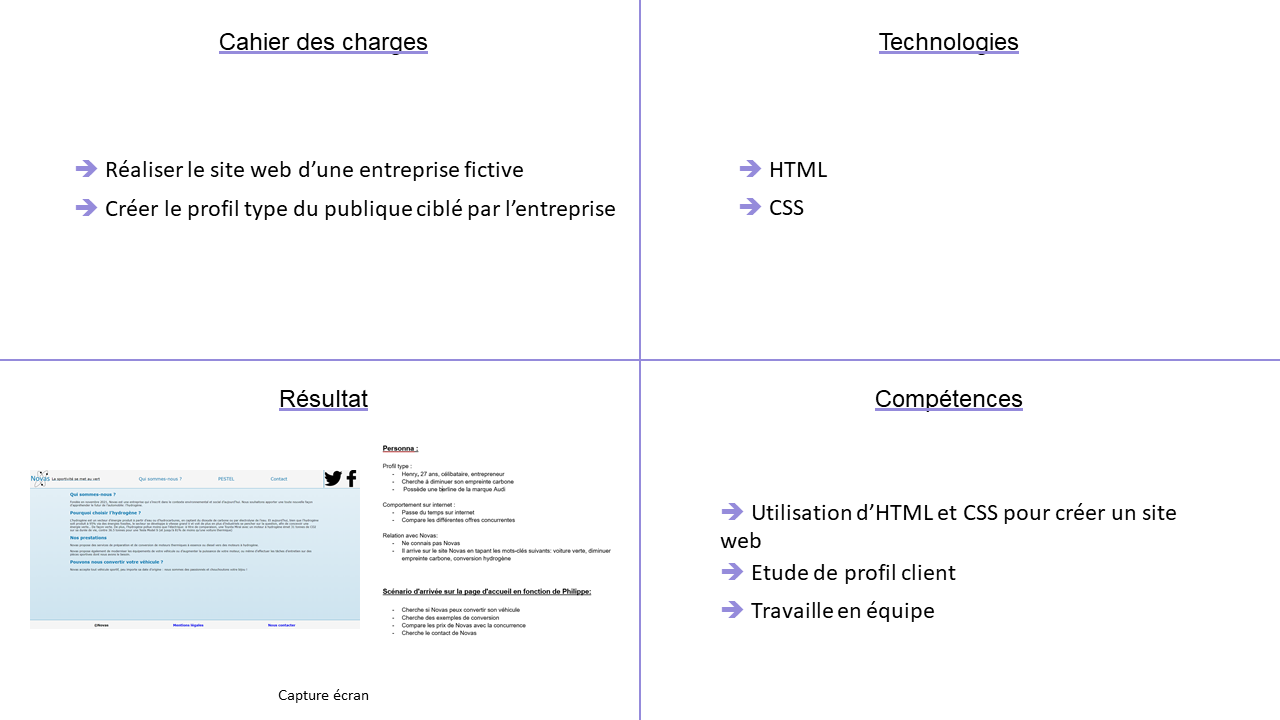 Cahier des charges
Réaliser le site web d’une entreprise fictive
Créer le profil type du publique ciblé par l’entreprise
Technologies
HTML
CSS
Résultat
Novas La sportivité se met au vert
Qui sommes-nous ?
PESTEL
Contact
Qui sommes-nous ?
Pourquoi choisir l'hydrogène ?
Nos prestations
Pouvons nous convertir votre véhicule ?
©Novas
Mentions légales
Nous contacter
Personna :
Profil type :
- Henry, 27 ans, célibataire, entrepreneur
- Cherche à diminuer son empreinte carbone
- Possède une berline de la marque Audi
Comportement sur internet :
- Passe du temps sur internet
- Compare les différentes offres concurrentes
Relation avec Novas:
- Ne connais pas Novas
- Il arrive sur le site Novas en tapant les mots-clés suivants: voiture verte, diminuer
empreinte carbone, conversion hydrogène
Scénario d'arrivée sur la page d'accueil en fonction de Philippe:
- Cherche si Novas peux convertir son véhicule
- Cherche des exemples de conversion
- Compare les prix de Novas avec la concurrence
- Cherche le contact de Novas
Capture écran
Compétences
Utilisation d’HTML et CSS pour créer un site
web
Etude de profil client
Travaille en équipe